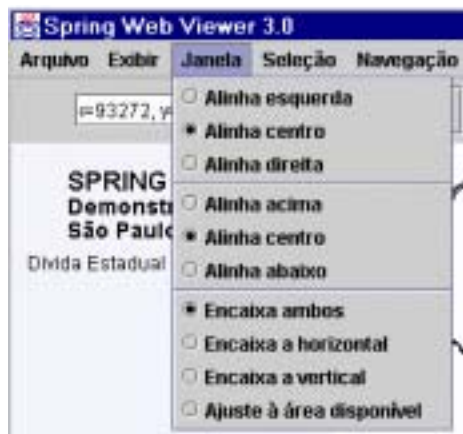 Spring Web Viewer 3.0
Arquivo Exibir Janela Seleção Navegação
=93272, y
Alinha esquerda
Alinha centro
Alinha direita
SPRING
São Paulo
Alinha acima
Alinha centro
Alinha abaixo
Divida Estadual
Encaixa ambos
Encaixa a horizontal
Encaixa a vertical
Ajuste à área disponível